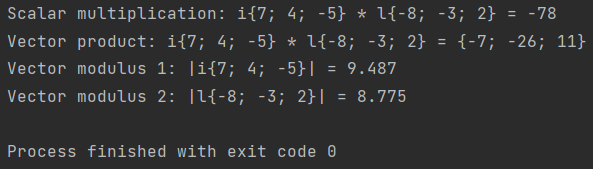 Scalar multiplication: i{7; 4; -5} * l{-8; -3; 2} = -78
Vector product: i{7; 4; -5} * l{-8; -3; 2} = {-7; -26; 11}
Vector modulus 1: |i{7; 4; -5}| = 9.487
Vector modulus 2: |l{-8; -3; 2}| = 8.775
Process finished with exit code 0